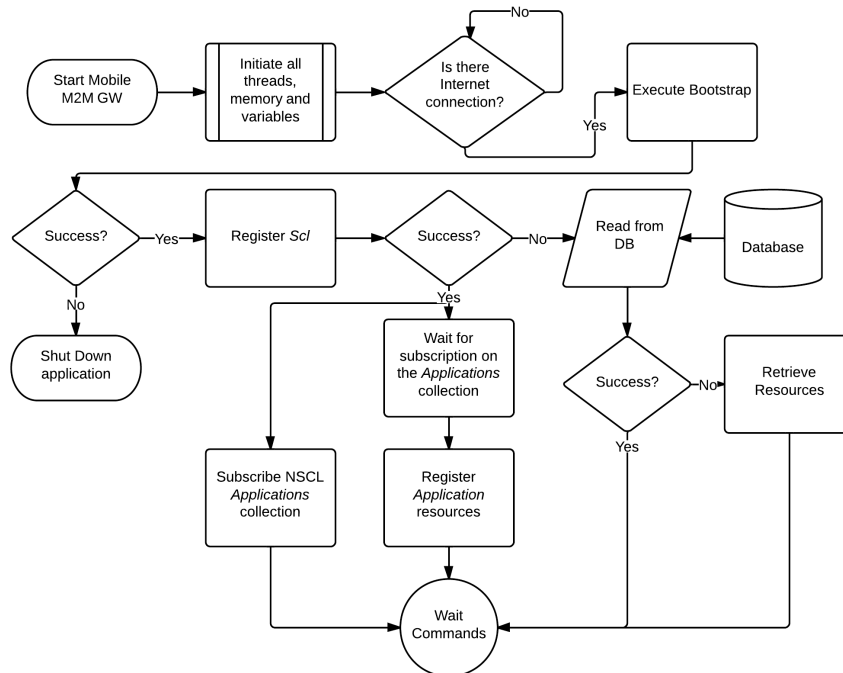 No
Start Mobile
M2M GW
Initiate all
threads,
memory and
variables
Is there
Internet
connection?
Yes
Execute Bootstrap
Success?
Yes
Register Scl
Success?
No
Read from
DB
Database
No
Yes
Shut Down
application
Wait for
subscription on
the Applications
collection
Success?
No
Retrieve
Resources
Yes
Subscribe NSCL
Applications
collection
Register
Application
resources
Wait
Commands